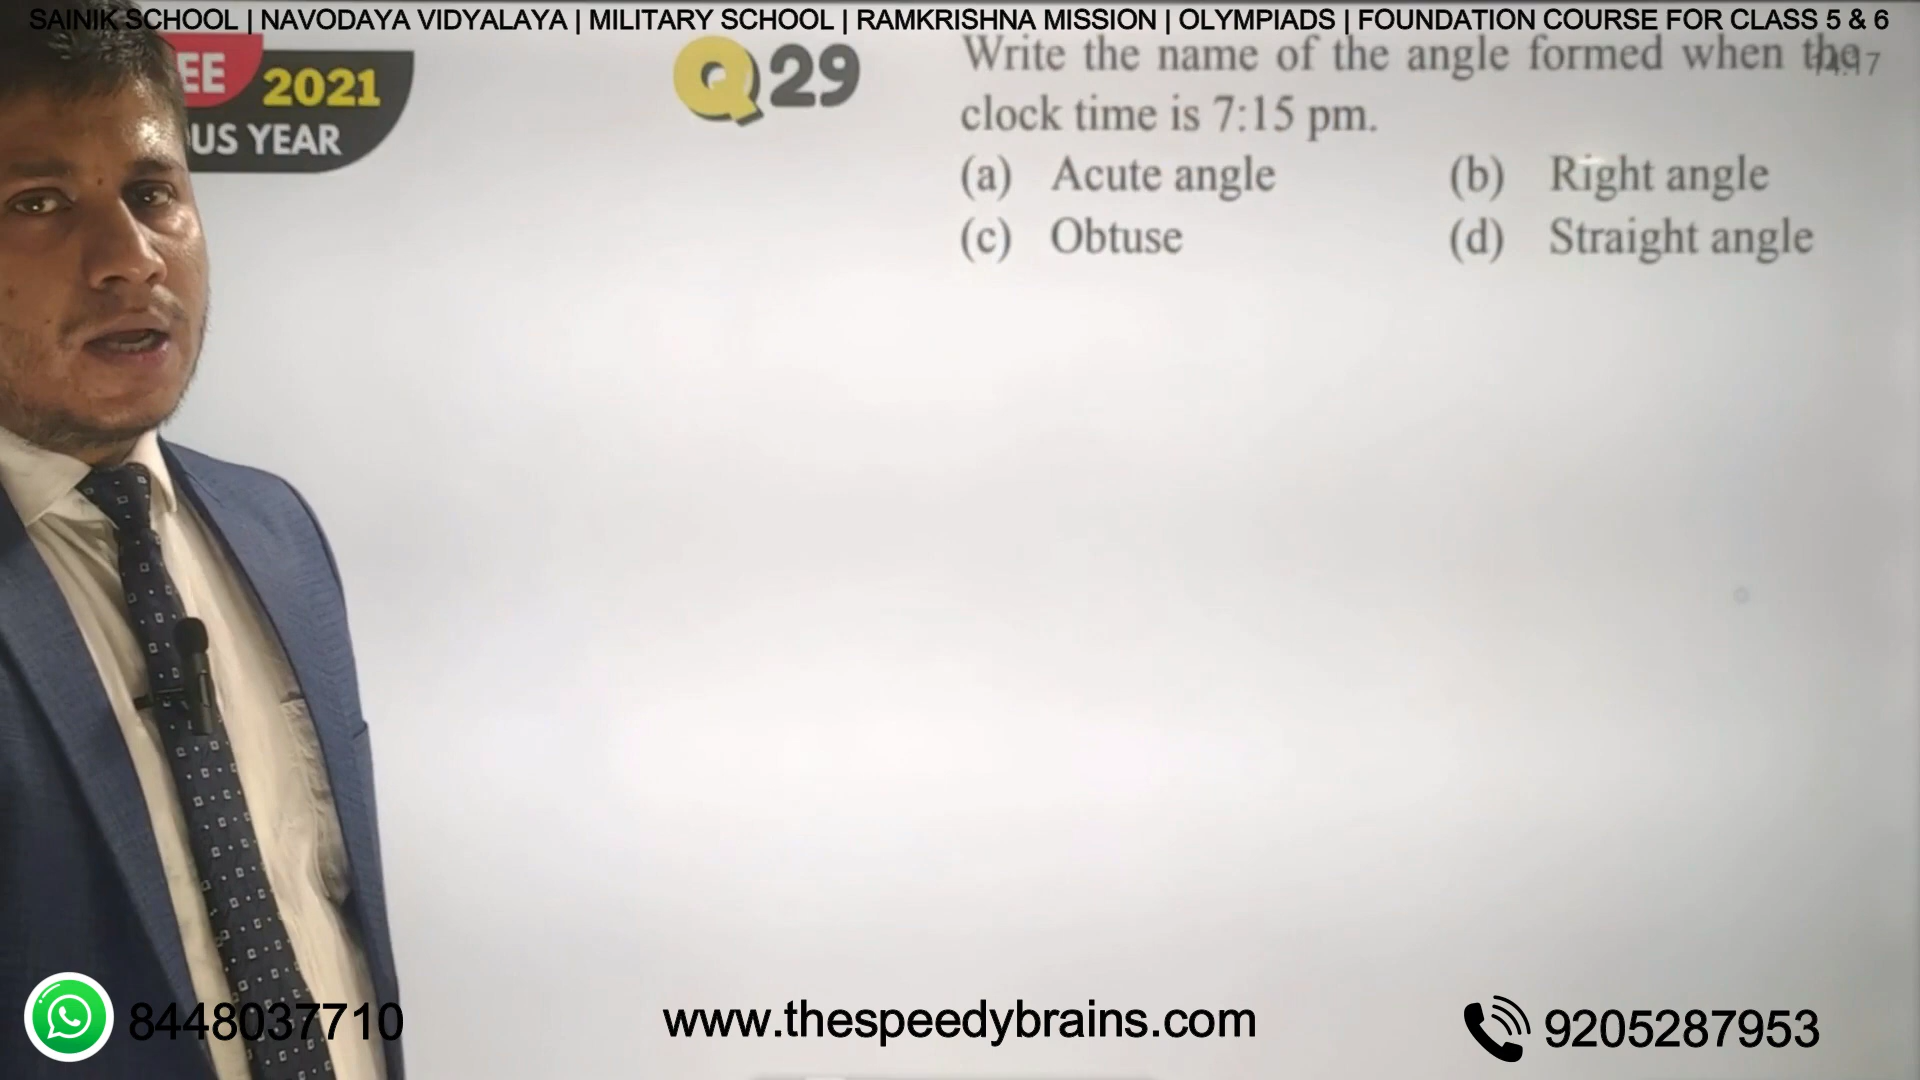 SAINIK SCHOOL | NAVODAYA VIDYALAYA | MILITARY SCHOOL | RAMKRISHNA MISSION | OLYMPIADS | FOUNDATION COURSE FOR CLASS 5 & 6
EE 2021
US YEAR
Q29
Write the name of the angle formed when the
clock time is 7:15 pm.
(a) Acute angle (b) Right angle
(c) Obtuse (d) Straight angle
8448037710 www.thespeedybrains.com 9205287953